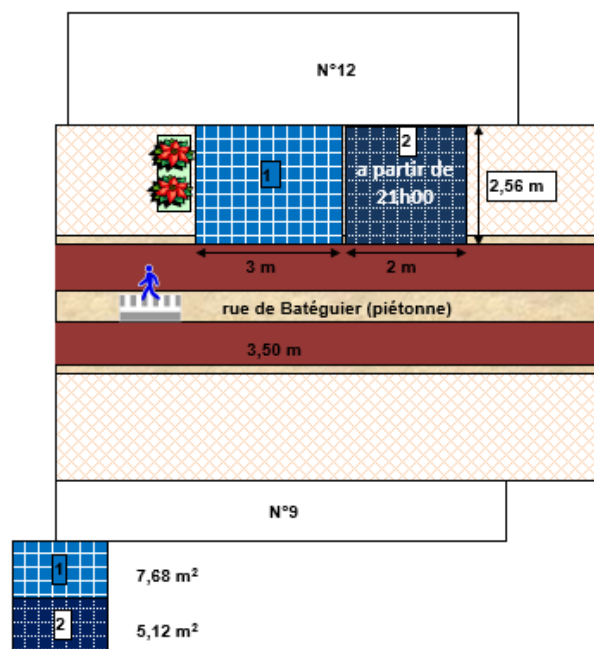 N°12
2
1
a partir de
21h00
2,56 m
3 m
2 m
rue de Batéguier (piétonne)
3,50 m
N°9
1
7,68 m²
2
5,12 m²